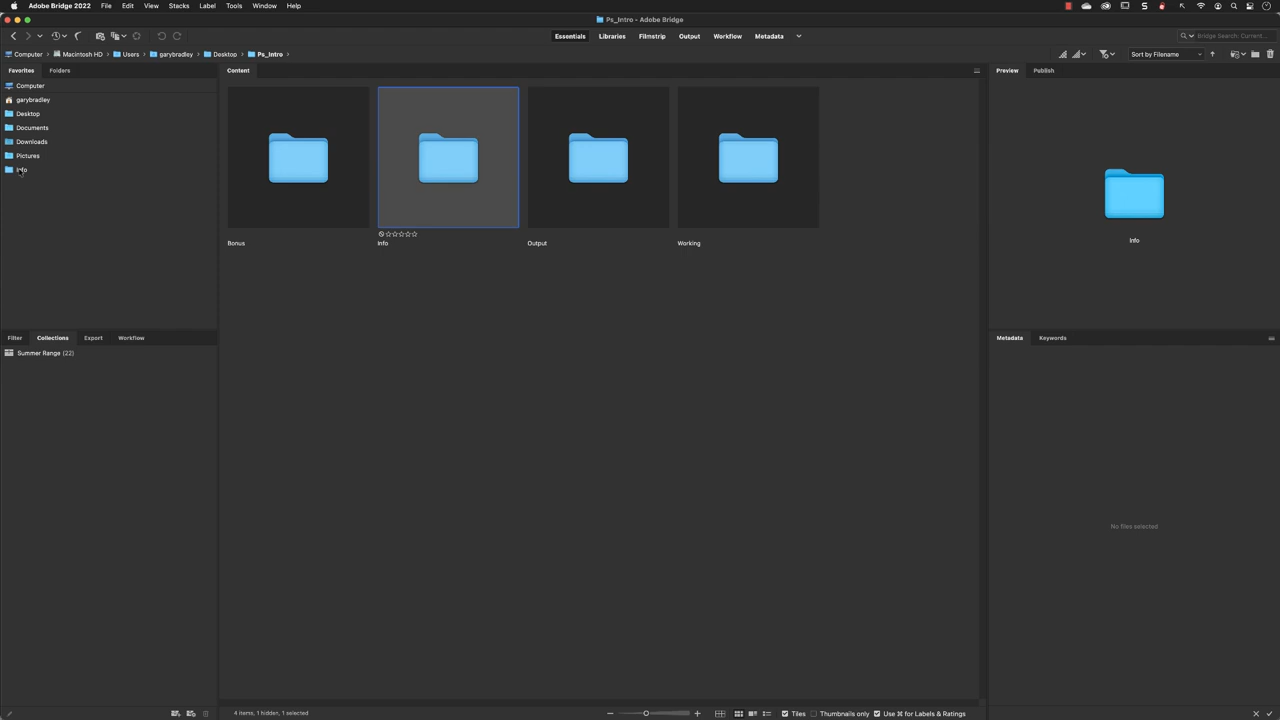 Adobe Bridge 2022 File Edit View Stacks Label Tools Window Help
Ps_Intro – Adobe Bridge
Essentials Libraries Filmstrip Output Workflow Metadata
Bridge Search: Current...
Computer Macintosh HD Users garybradley Desktop Ps_Intro
Sort by Filename
Favorites Folders
Content
Preview Publish
Computer
garybradley
Desktop
Documents
Downloads
Pictures
Info
Bonus
Info
Output
Working
Info
Filter Collections Export Workflow
Summer Range (22)
Metadata Keywords
No files selected
4 items, 1 hidden, 1 selected
Tiles Thumbnails only Use ⌘ for Labels & Ratings